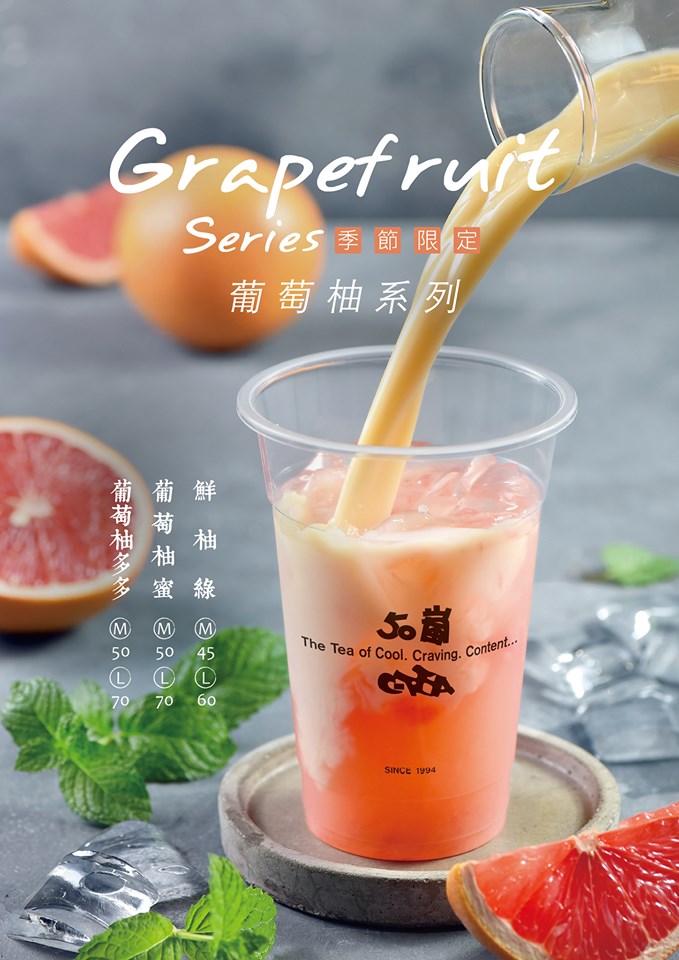 Grapefruit
Series 季節限定
葡萄柚系列
鮮柚綠 Ⓜ 45 Ⓛ 60
葡萄柚蜜 Ⓜ 50 Ⓛ 70
葡萄柚多多 Ⓜ 50 Ⓛ 70
50嵐
The Tea of Cool. Craving. Content...
SINCE 1994